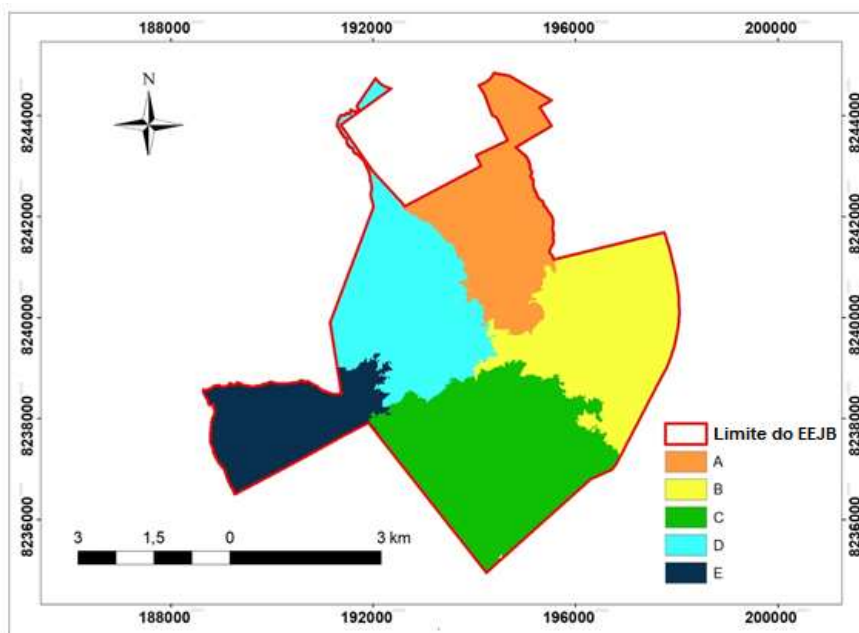 188000 192000 196000 200000
N
8244000 8244000
8242000 8242000
8240000 8240000
8238000 8238000
8236000 8236000
Limite do EEJB
A
B
C
D
E
3 1,5 0 3 km
188000 192000 196000 200000